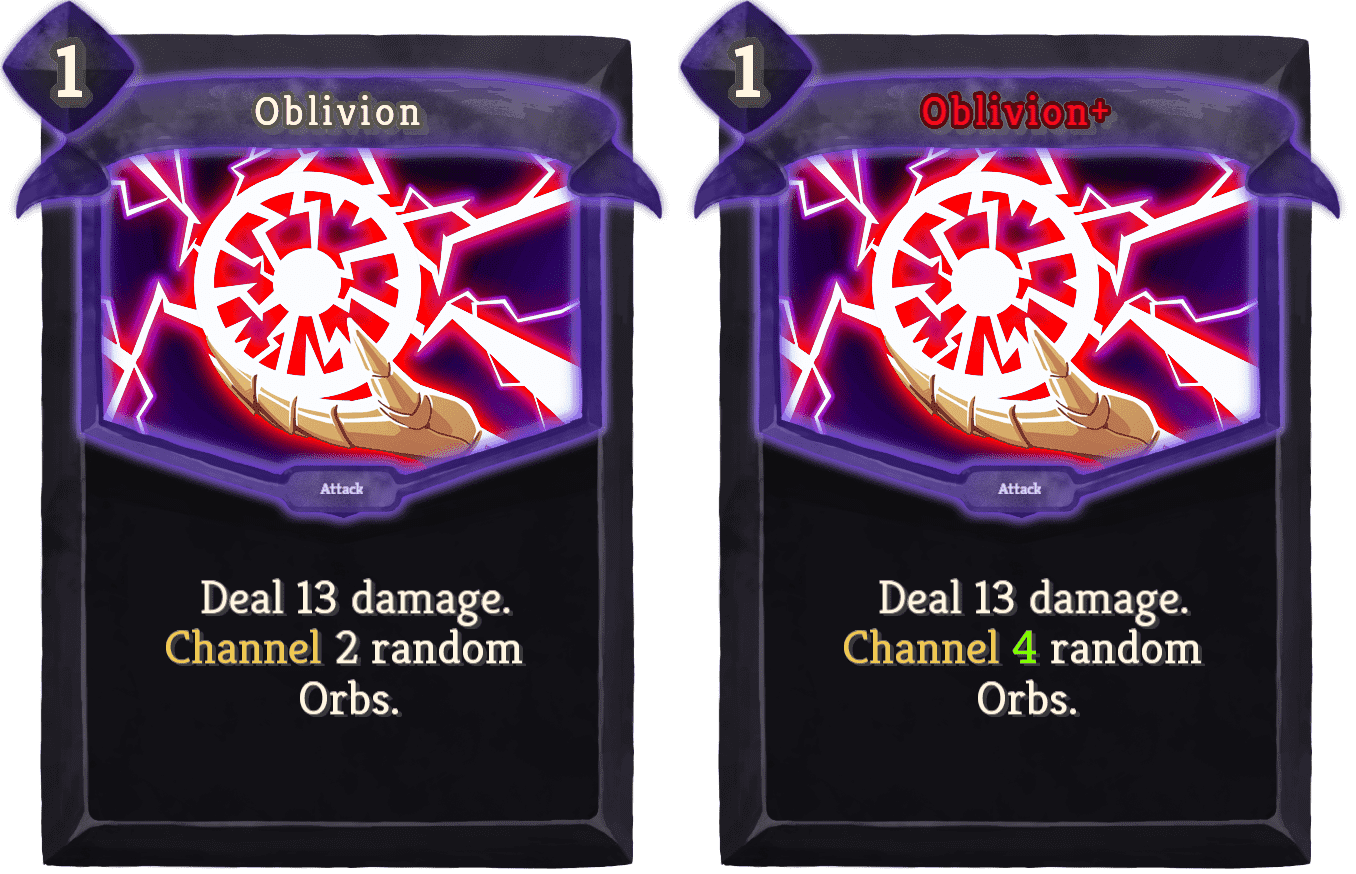 1
Oblivion
Attack
Deal 13 damage.
Channel 2 random
Orbs.
1
Oblivion+
Attack
Deal 13 damage.
Channel 4 random
Orbs.